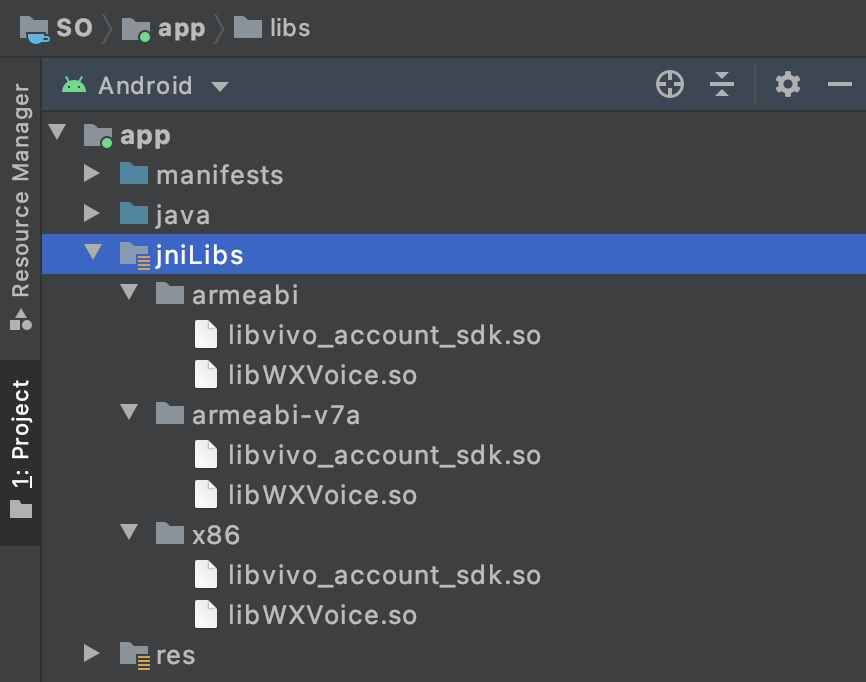 SO app libs
Android
Resource Manager
1: Project
app
manifests
java
jniLibs
armeabi
libvivo_account_sdk.so
libWXVoice.so
armeabi-v7a
libvivo_account_sdk.so
libWXVoice.so
x86
libvivo_account_sdk.so
libWXVoice.so
res